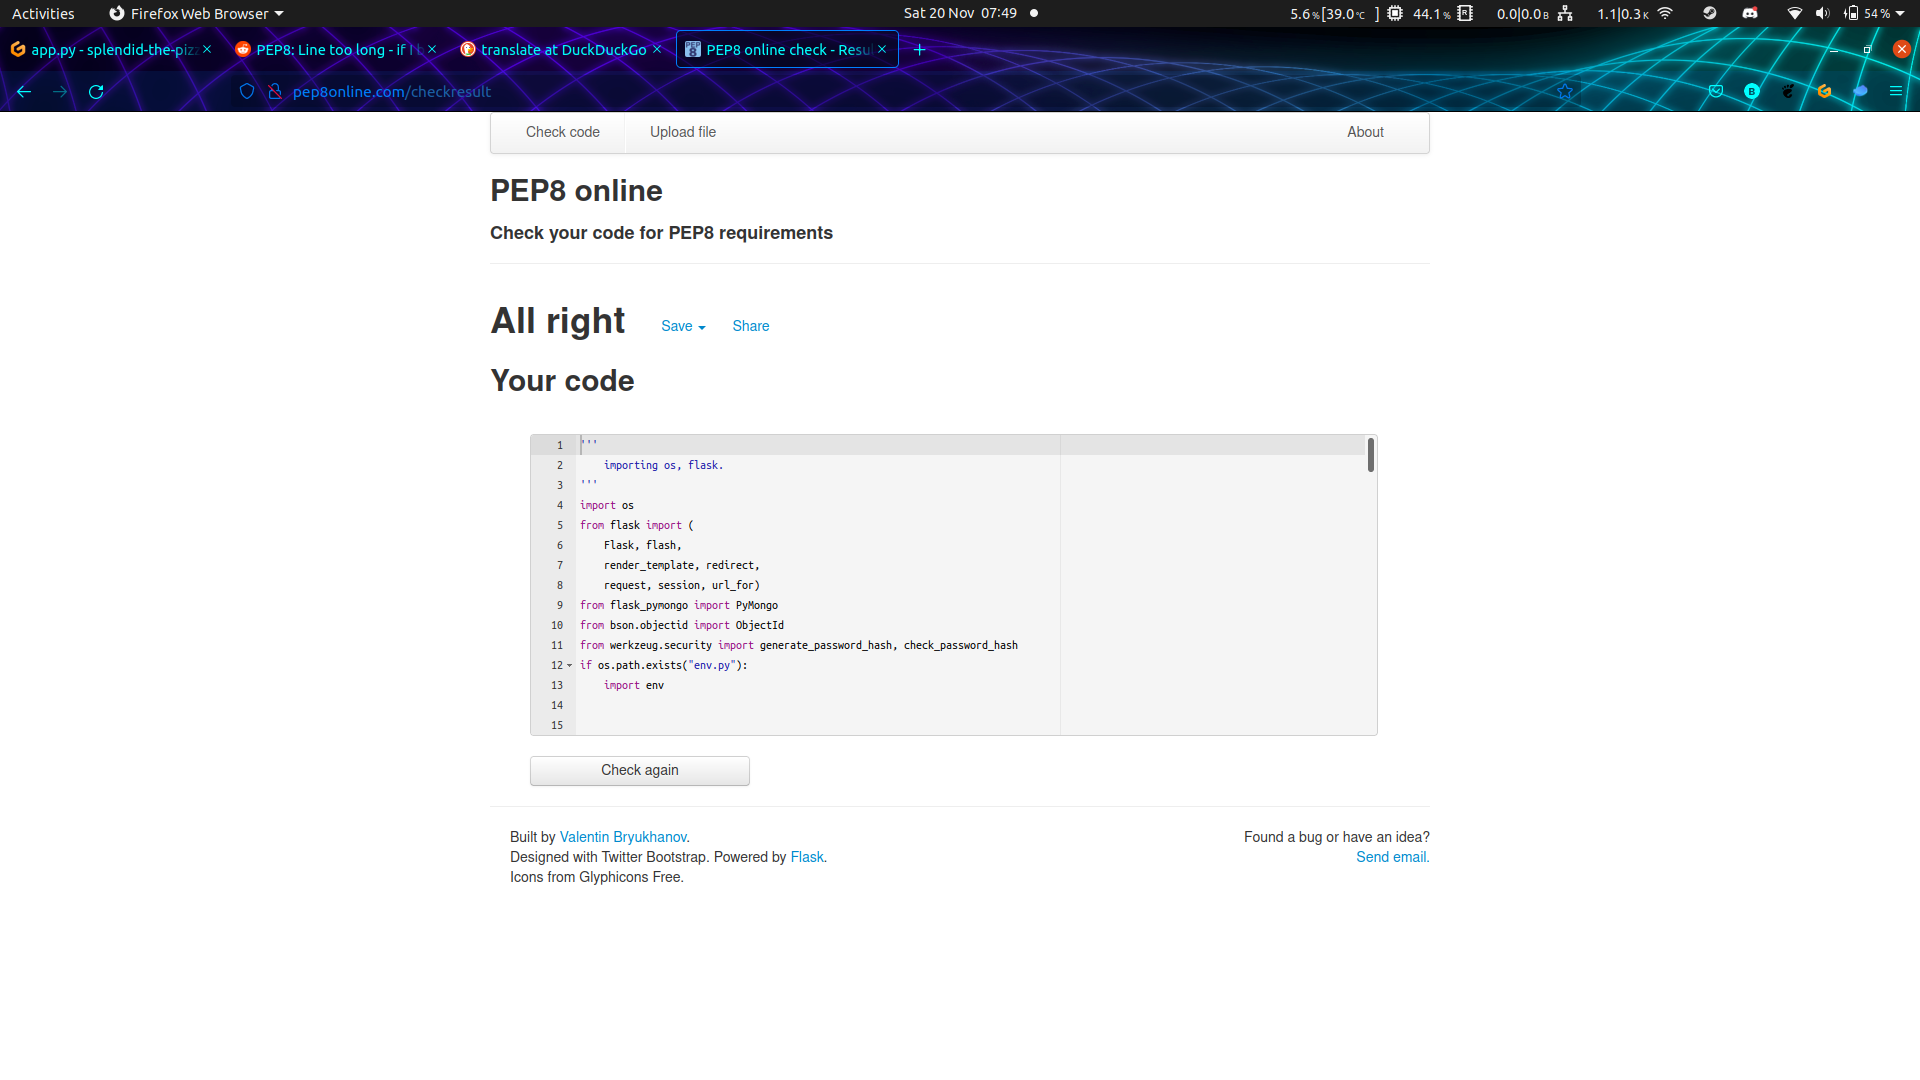 Activities Firefox Web Browser Sat 20 Nov 07:49 5.6% [39.0°C ] 44.1% 0.0|0.0B 1.1|0.3K 54 %
app.py - splendid-the-piz PEP8: Line too long - if I b translate at DuckDuckGo PEP8 online check - Resul
pep8online.com/checkresult
Check code Upload file About
PEP8 online
Check your code for PEP8 requirements
All right Save Share
Your code
1 '''
2 importing os, flask.
3 '''
4 import os
5 from flask import (
6 Flask, flash,
7 render_template, redirect,
8 request, session, url_for)
9 from flask_pymongo import PyMongo
10 from bson.objectid import ObjectId
11 from werkzeug.security import generate_password_hash, check_password_hash
12 if os.path.exists("env.py"):
13 import env
14
15
Check again
Built by Valentin Bryukhanov. Found a bug or have an idea?
Designed with Twitter Bootstrap. Powered by Flask. Send email.
Icons from Glyphicons Free.